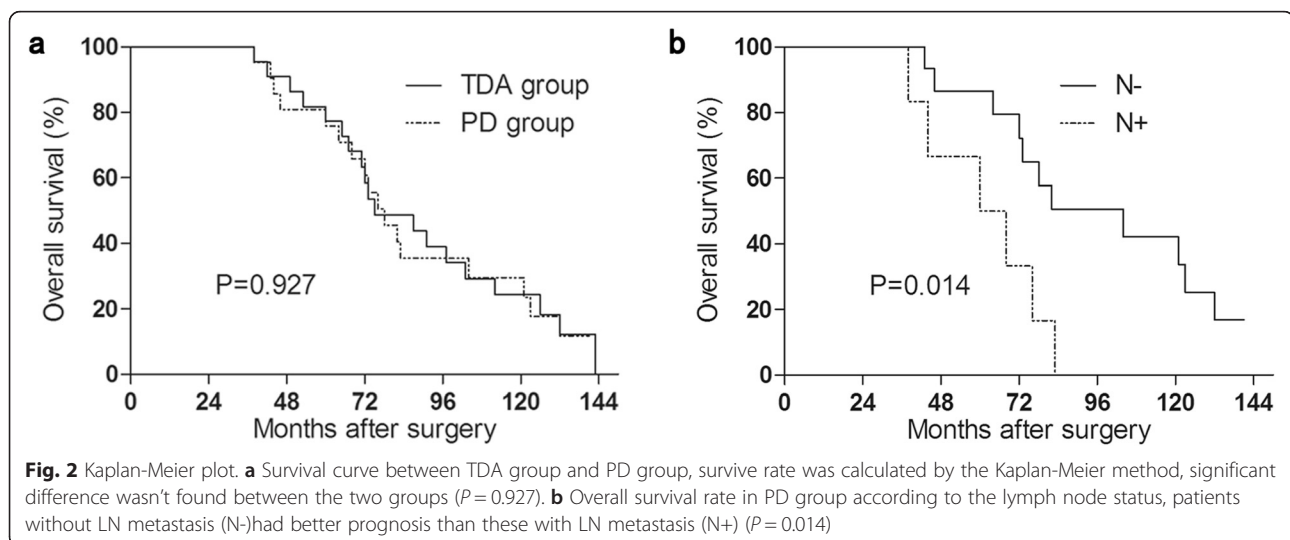 a
100
80
60
40
20
0
Overall survival (%)
TDA group
PD group
P=0.927
0 24 48 72 96 120 144
Months after surgery
b
100
80
60
40
20
0
Overall survival (%)
N-
N+
P=0.014
0 24 48 72 96 120 144
Months after surgery
Fig. 2 Kaplan-Meier plot. a Survival curve between TDA group and PD group, survive rate was calculated by the Kaplan-Meier method, significant
difference wasn't found between the two groups (P = 0.927). b Overall survival rate in PD group according to the lymph node status, patients
without LN metastasis (N-)had better prognosis than these with LN metastasis (N+) (P = 0.014)